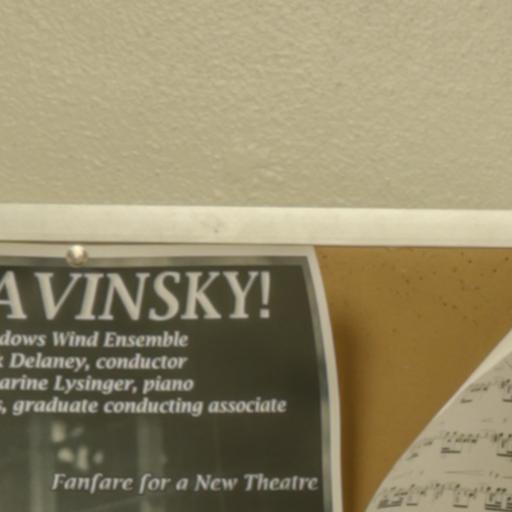 AVINSKY!
dows Wind Ensemble
Delaney, conductor
arine Lysinger, piano
s, graduate conducting associate
Fanfare for a New Theatre